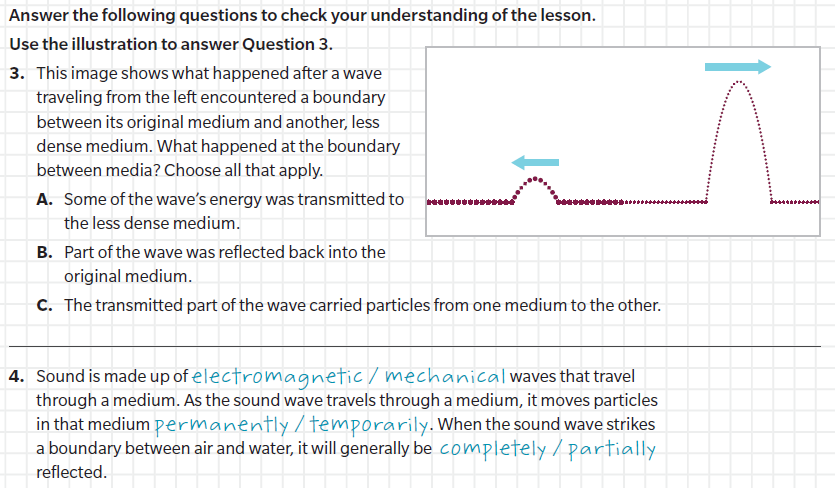 Answer the following questions to check your understanding of the lesson.
Use the illustration to answer Question 3.
3. This image shows what happened after a wave
traveling from the left encountered a boundary
between its original medium and another, less
dense medium. What happened at the boundary
between media? Choose all that apply.
A. Some of the wave's energy was transmitted to
the less dense medium.
B. Part of the wave was reflected back into the
original medium.
C. The transmitted part of the wave carried particles from one medium to the other.
4. Sound is made up of electromagnetic / mechanical waves that travel
through a medium. As the sound wave travels through a medium, it moves particles
in that medium permanently / temporarily. When the sound wave strikes
a boundary between air and water, it will generally be completely / partially
reflected.